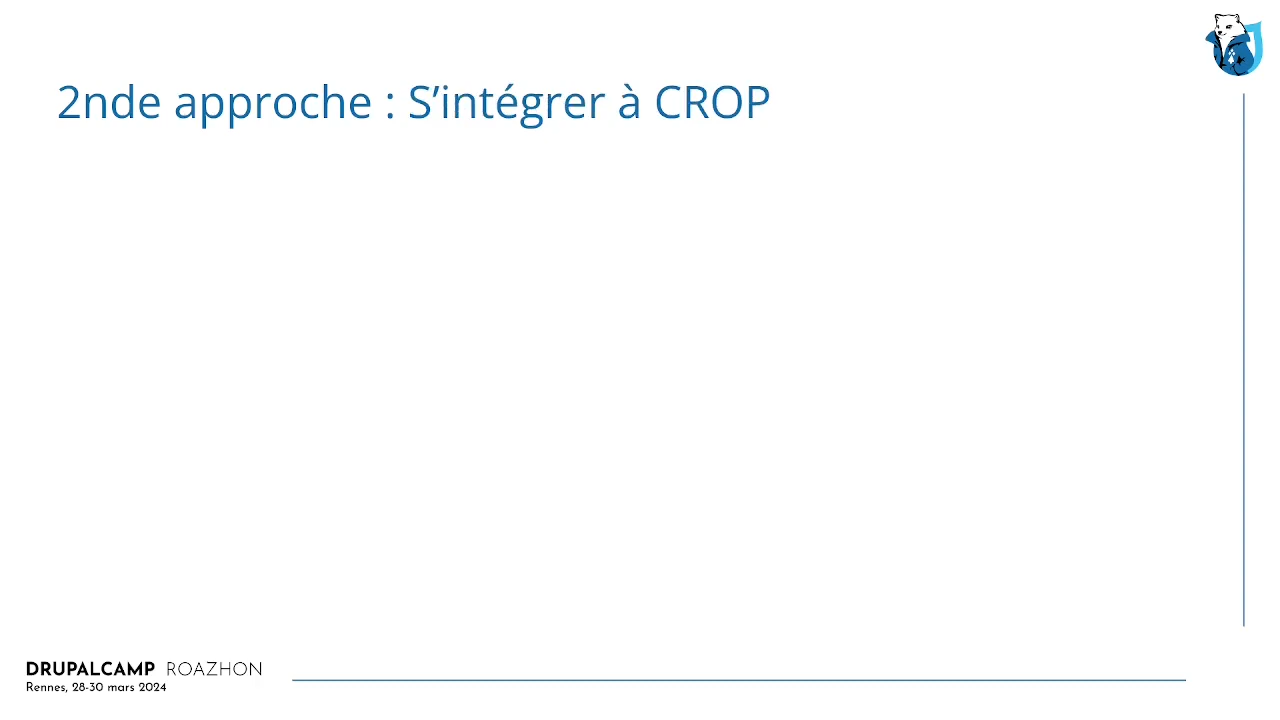 2nde approche : S’intégrer à CROP
DRUPALCAMP ROAZHON
Rennes, 28-30 mars 2024